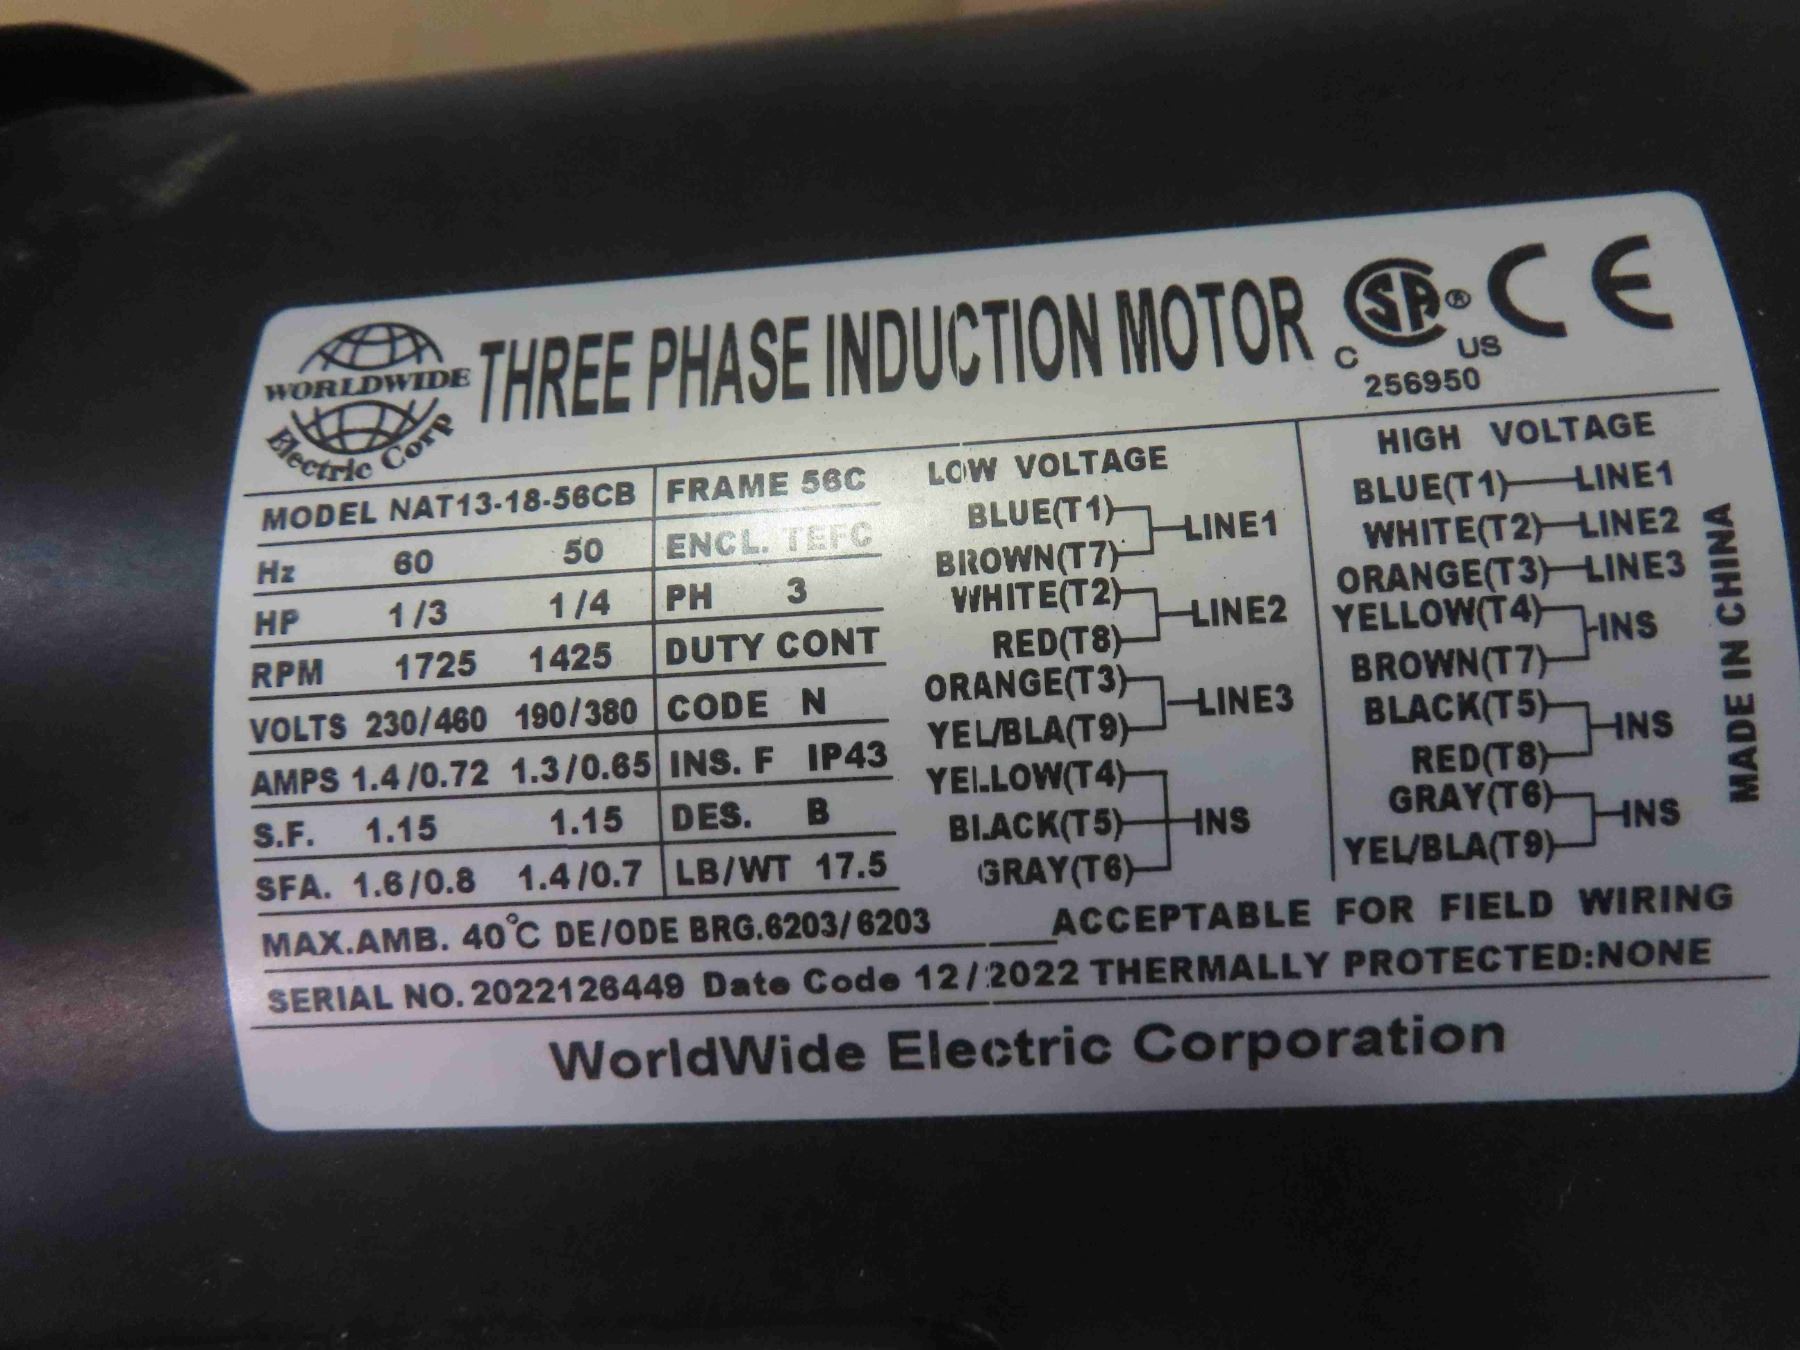 WORLDWIDE
Electric Corp
THREE PHASE INDUCTION MOTOR
CSA® CE
C US
256950
MODEL NAT13-18-56CB
Hz 60 50
HP 1/3 1/4
RPM 1725 1425
VOLTS 230/460 190/380
AMPS 1.4/0.72 1.3/0.65
S.F. 1.15 1.15
SFA. 1.6/0.8 1.4/0.7
FRAME 56C
ENCL. TEFC
PH 3
DUTY CONT
CODE N
INS. F IP43
DES. B
LB/WT 17.5
LOW VOLTAGE
BLUE(T1)
BROWN(T7)
LINE1
WHITE(T2)
RED(T8)
LINE2
ORANGE(T3)
YEL/BLA(T9)
LINE3
YELLOW(T4)
BLACK(T5)
GRAY(T6)
INS
HIGH VOLTAGE
BLUE(T1) LINE1
WHITE(T2) LINE2
ORANGE(T3) LINE3
YELLOW(T4)
BROWN(T7)
INS
BLACK(T5)
RED(T8)
INS
GRAY(T6)
YEL/BLA(T9)
INS
MADE IN CHINA
MAX.AMB. 40°C DE/ODE BRG.6203/6203 ACCEPTABLE FOR FIELD WIRING
SERIAL NO. 2022126449 Date Code 12/2022 THERMALLY PROTECTED:NONE
WorldWide Electric Corporation